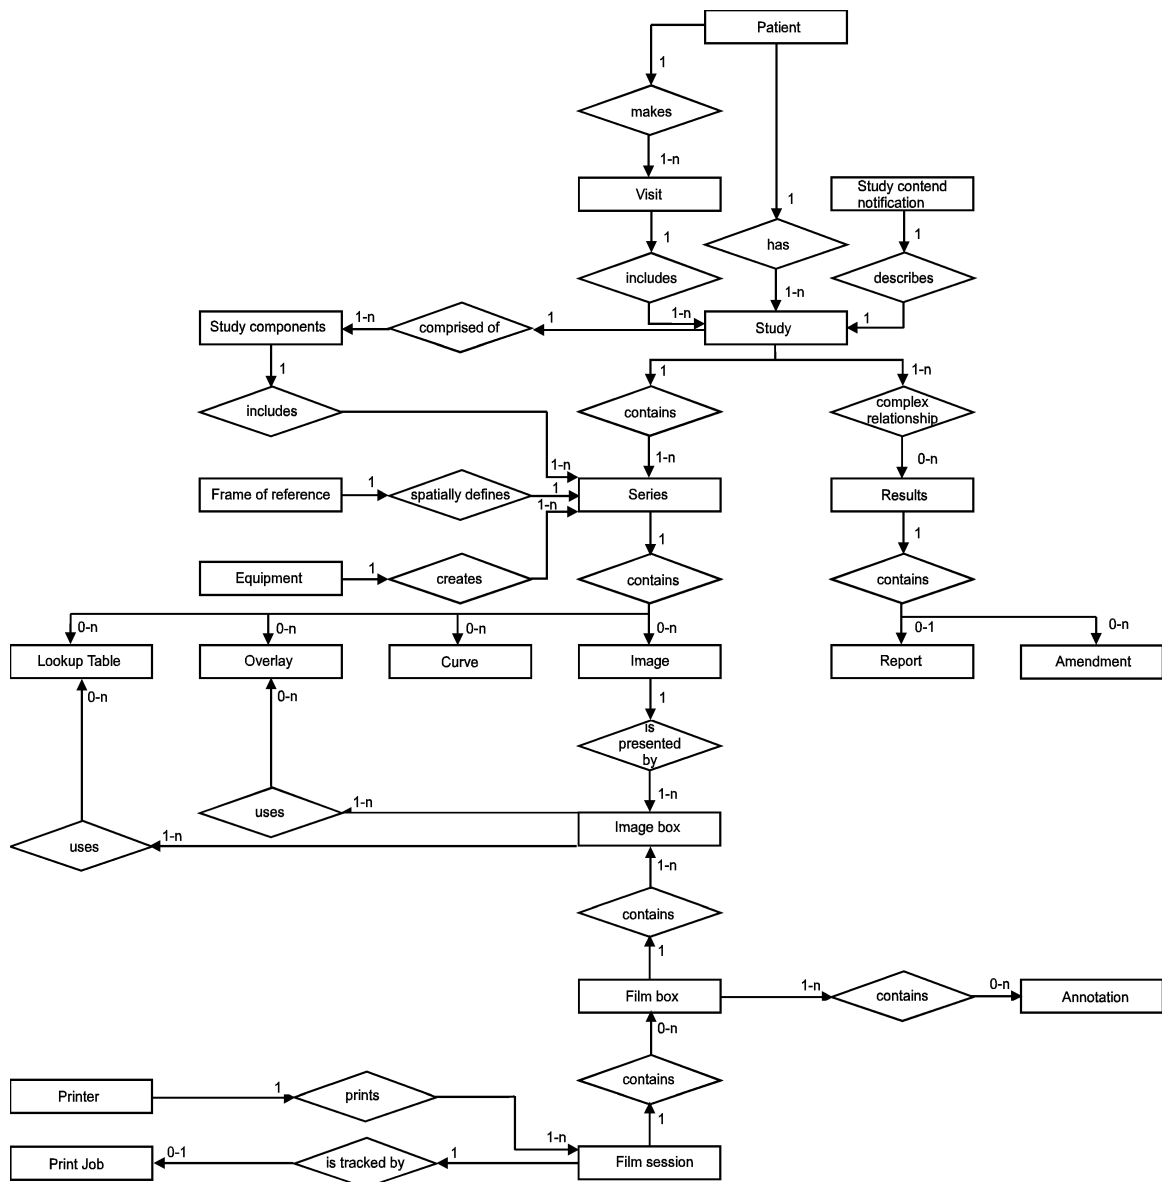 Patient
1
makes
1-n
Visit
Study contend
notification
1
1
1
includes
has
describes
1-n
1-n
1
Study
1
comprised of
1-n
Study components
1
includes
1
contains
1-n
complex
relationship
1-n
1-n
0-n
Frame of reference
1
spatially defines
1
Series
Results
1-n
1
1
Equipment
1
creates
contains
contains
0-n
0-n
0-n
0-n
0-1
0-n
Lookup Table
Overlay
Curve
Image
Report
Amendment
0-n
0-n
1
is
presented
by
1-n
1-n
uses
Image box
1-n
uses
1-n
contains
1
Film box
1-n
contains
0-n
Annotation
0-n
contains
Printer
1
prints
1
1-n
Print Job
0-1
is tracked by
1
Film session